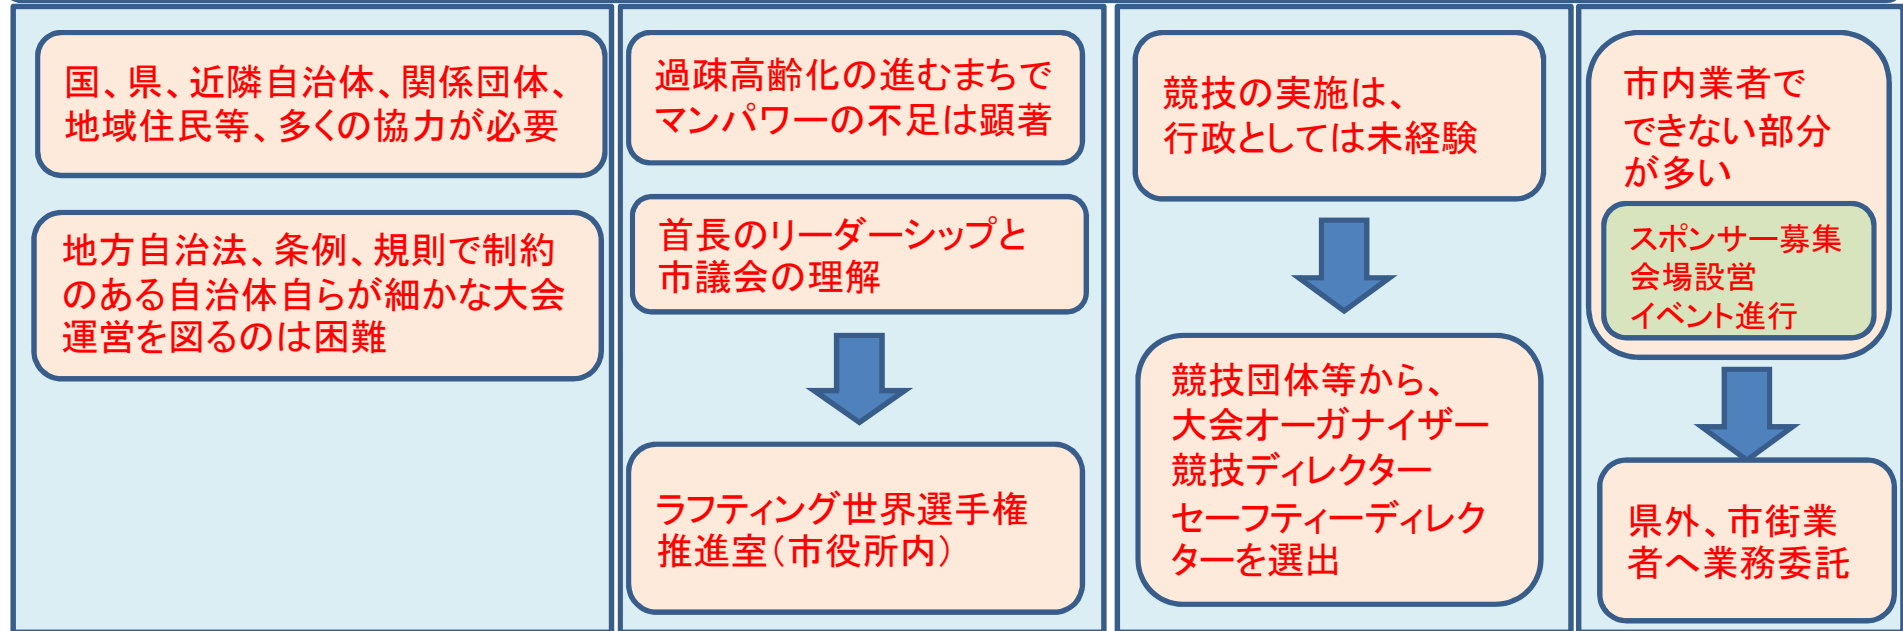 国、県、近隣自治体、関係団体、
地域住民等、多くの協力が必要
地方自治法、条例、規則で制約
のある自治体自らが細かな大会
運営を図るのは困難
過疎高齢化の進むまちで
マンパワーの不足は顕著
首長のリーダーシップと
市議会の理解
ラフティング世界選手権
推進室(市役所内)
競技の実施は、
行政としては未経験
競技団体等から、
大会オーガナイザー
競技ディレクター
セーフティーディレク
ターを選出
市内業者で
できない部分
が多い
スポンサー募集
会場設営
イベント進行
県外、市街業
者へ業務委託